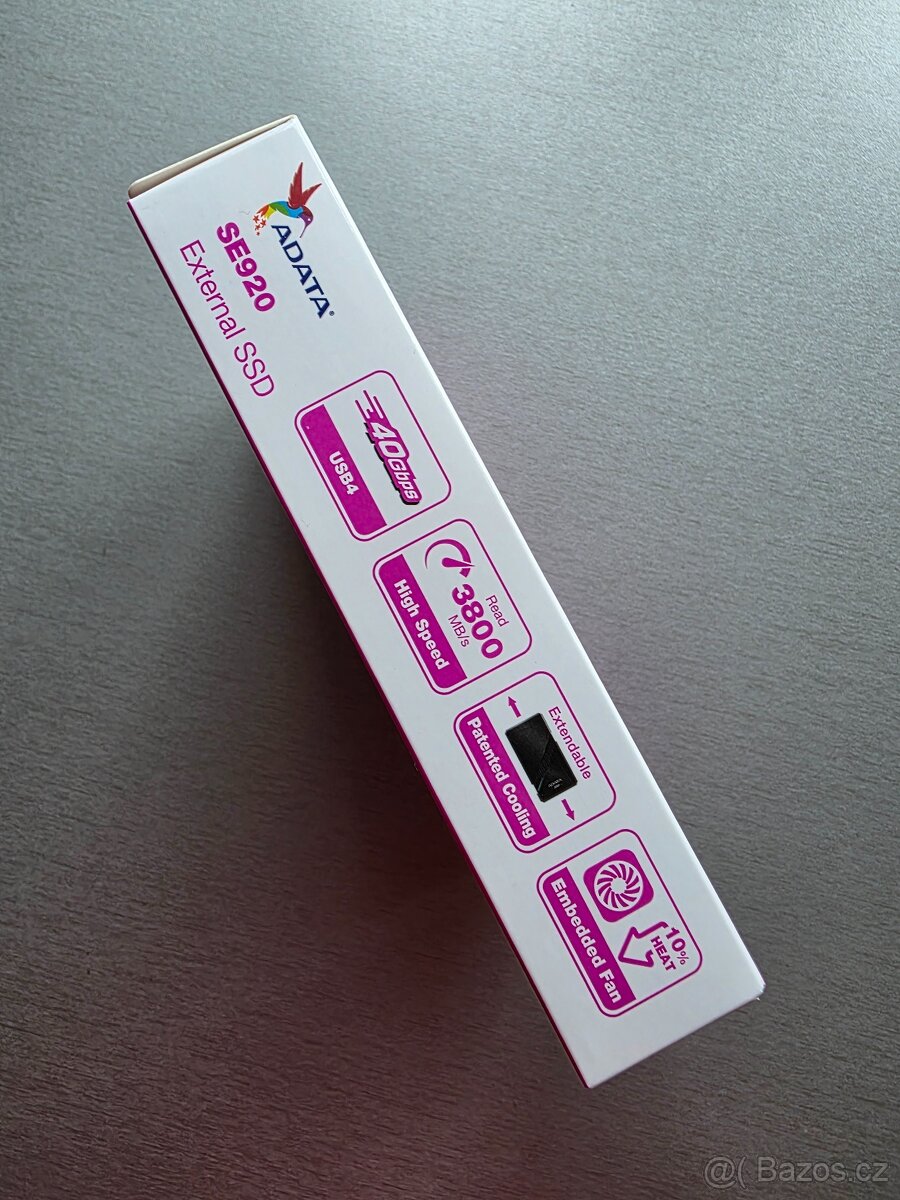 ADATA®
SE920
External SSD
40Gbps
USB4
Read
3800
MB/s
High Speed
Extendable
Patented Cooling
10%
HEAT
Embedded Fan
@( Bazos.cz